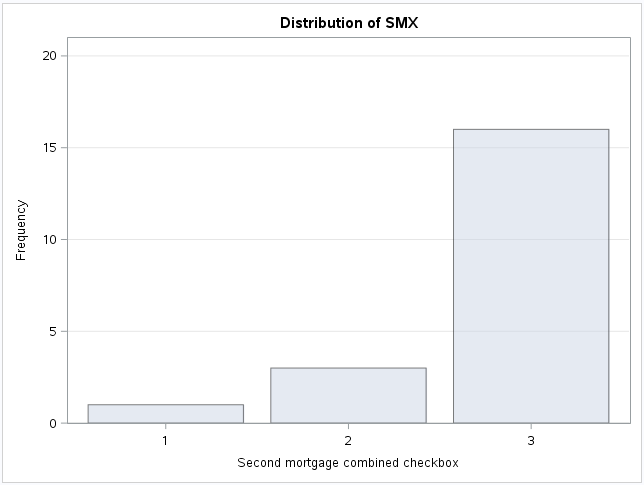 Distribution of SMX
20
15
10
5
0
Frequency
1 2 3
Second mortgage combined checkbox